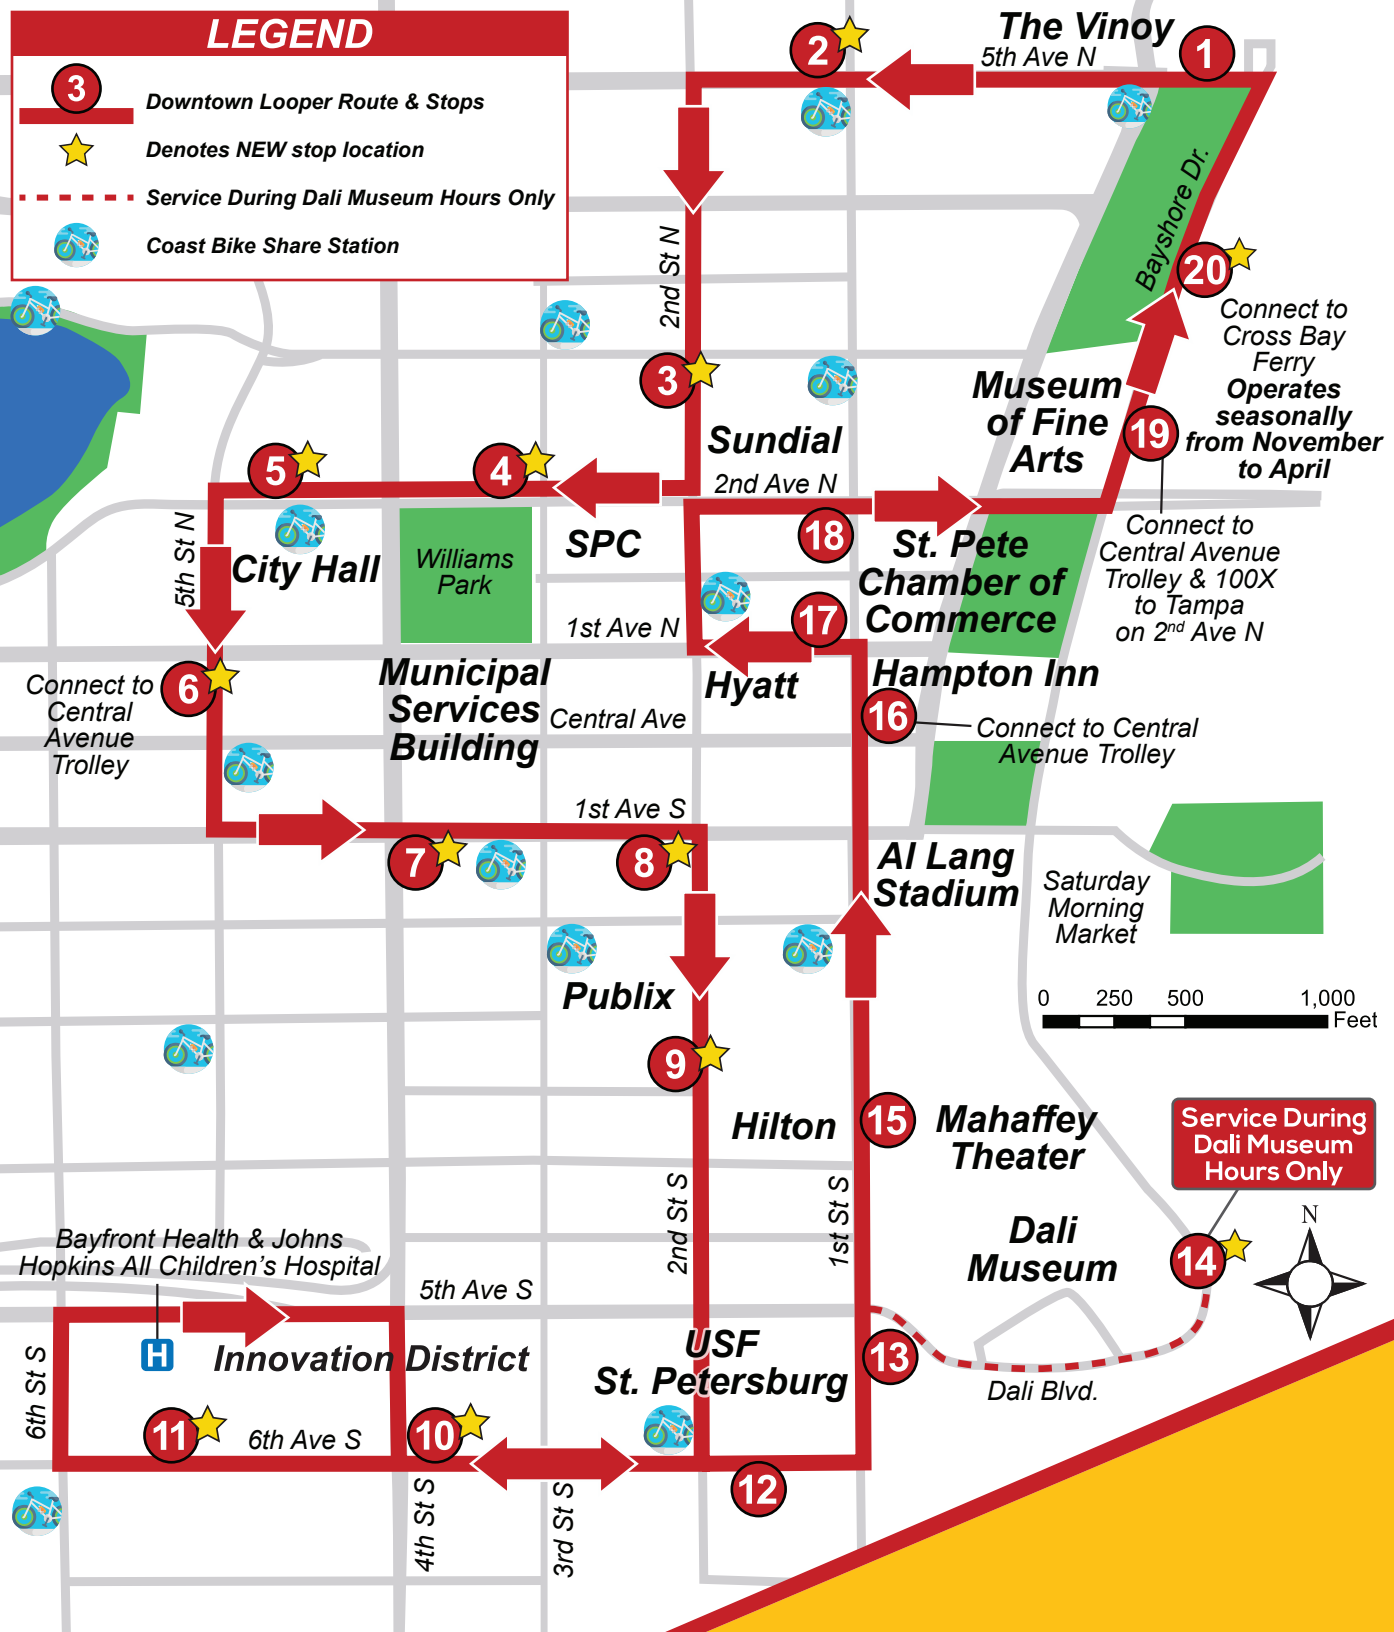 LEGEND
3
Downtown Looper Route & Stops
Denotes NEW stop location
Service During Dali Museum Hours Only
Coast Bike Share Station
The Vinoy
5th Ave N
1
2
2nd St N
Bayshore Dr.
20
Connect to
Cross Bay
Ferry
Operates
seasonally
from November
to April
3
Museum
of Fine
Arts
19
Sundial
2nd Ave N
5
4
18
SPC
St. Pete
Chamber of
Commerce
Connect to
Central Avenue
Trolley & 100X
to Tampa
on 2nd Ave N
5th St N
City Hall
Williams
Park
17
1st Ave N
Hyatt
Hampton Inn
6
Connect to
Central
Avenue
Trolley
Municipal
Services
Building
Central Ave
16
Connect to Central
Avenue Trolley
1st Ave S
7
8
Al Lang
Stadium
Saturday
Morning
Market
Publix
0 250 500 1,000
Feet
9
Hilton
15
Mahaffey
Theater
Service During
Dali Museum
Hours Only
2nd St S
1st St S
Dali
Museum
14
N
Bayfront Health & Johns
Hopkins All Children's Hospital
5th Ave S
H
Innovation District
USF
St. Petersburg
13
Dali Blvd.
6th St S
11
6th Ave S
10
12
4th St S
3rd St S